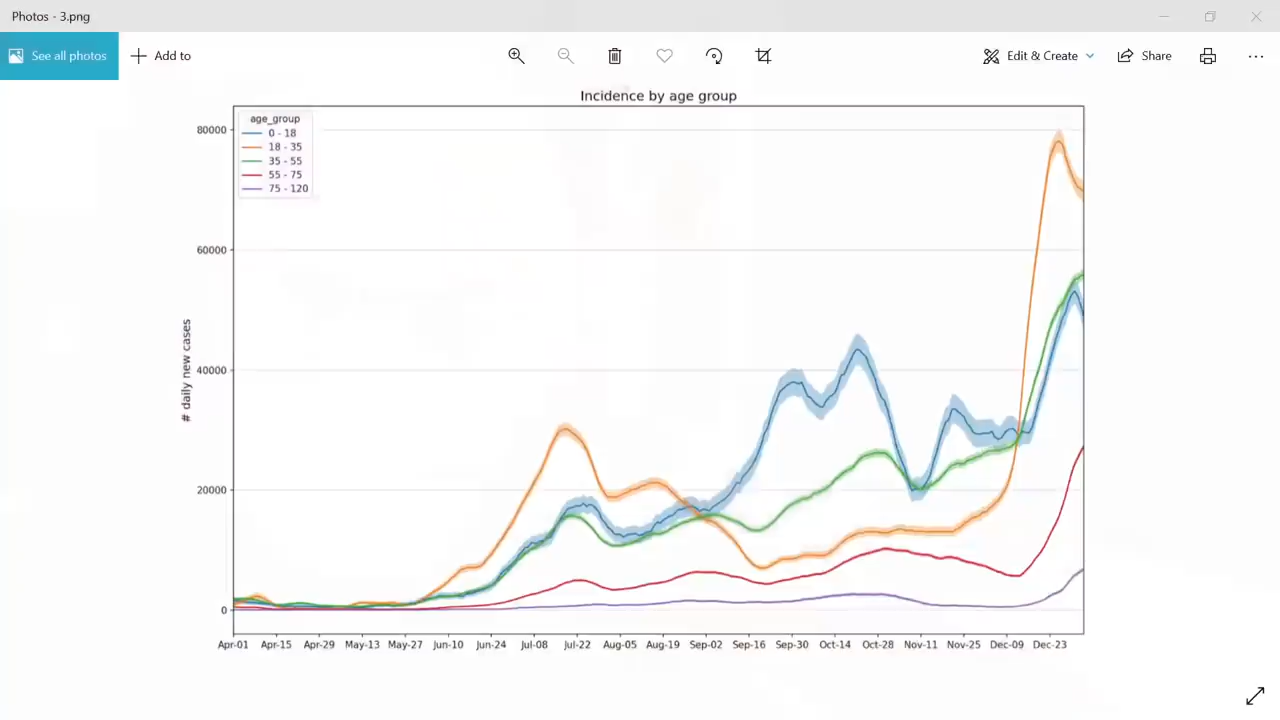 Photos - 3.png
See all photos
Add to
Edit & Create
Share
Incidence by age group
age_group
0 - 18
18 - 35
35 - 55
55 - 75
75 - 120
# daily new cases
80000
60000
40000
20000
0
Apr-01 Apr-15 Apr-29 May-13 May-27 Jun-10 Jun-24 Jul-08 Jul-22 Aug-05 Aug-19 Sep-02 Sep-16 Sep-30 Oct-14 Oct-28 Nov-11 Nov-25 Dec-09 Dec-23